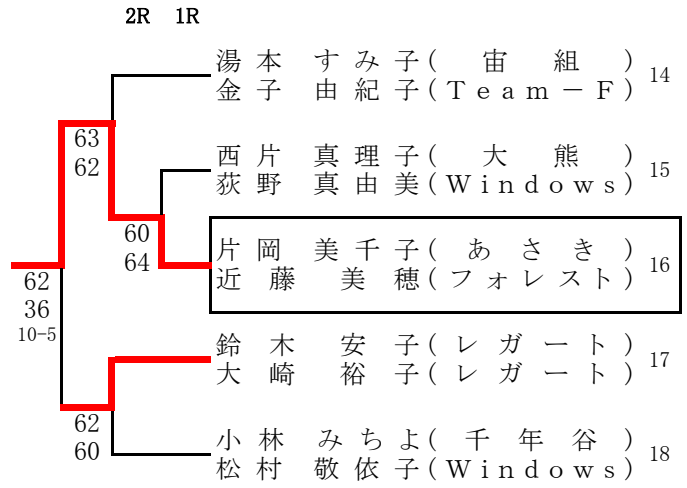 2R 1R
湯本 すみ子(宙組) 14
金子 由紀子(Team－F)
63
62
西片 真理子(大熊) 15
荻野 真由美(Windows)
60
64
片岡 美千子(あさき) 16
近藤 美穂(フォレスト)
62
36
10-5
鈴木 安子(レガート) 17
大崎 裕子(レガート)
62
60
小林 みちよ(千年谷) 18
松村 敬依子(Windows)